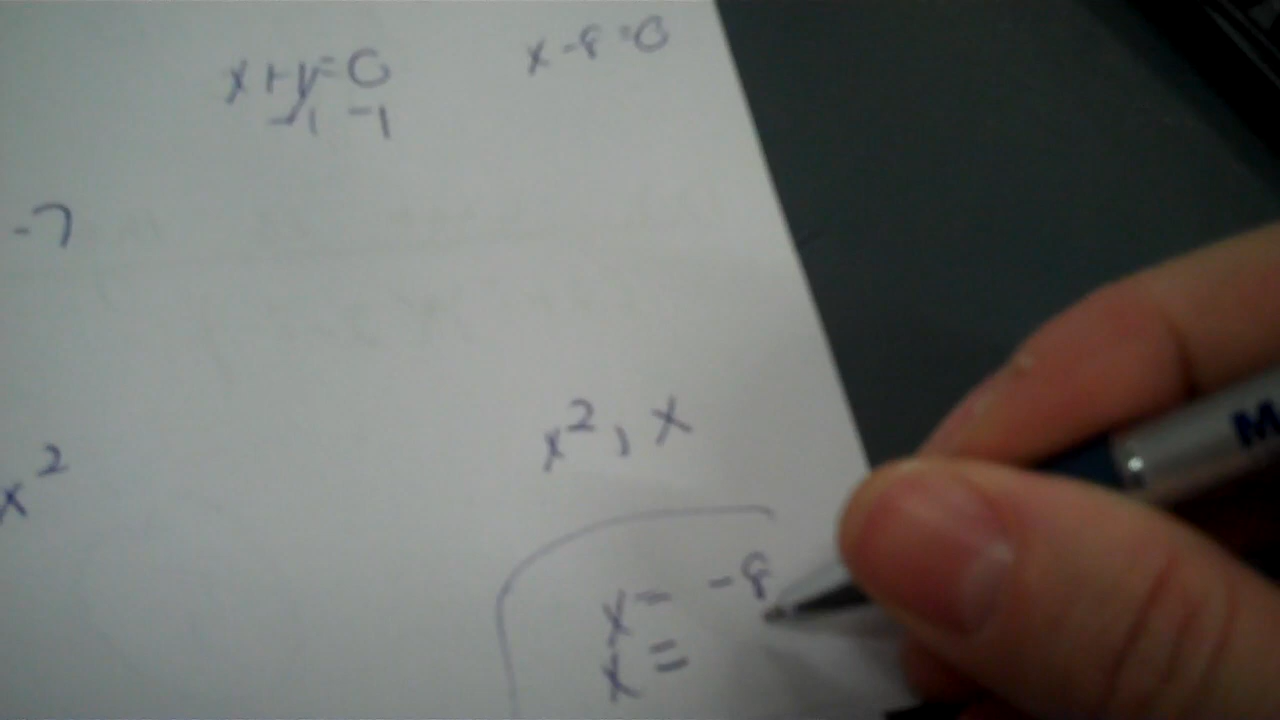 x+y=0
x-8=0
-1 -1
-7
x², x
x²
x= -8
x =
M